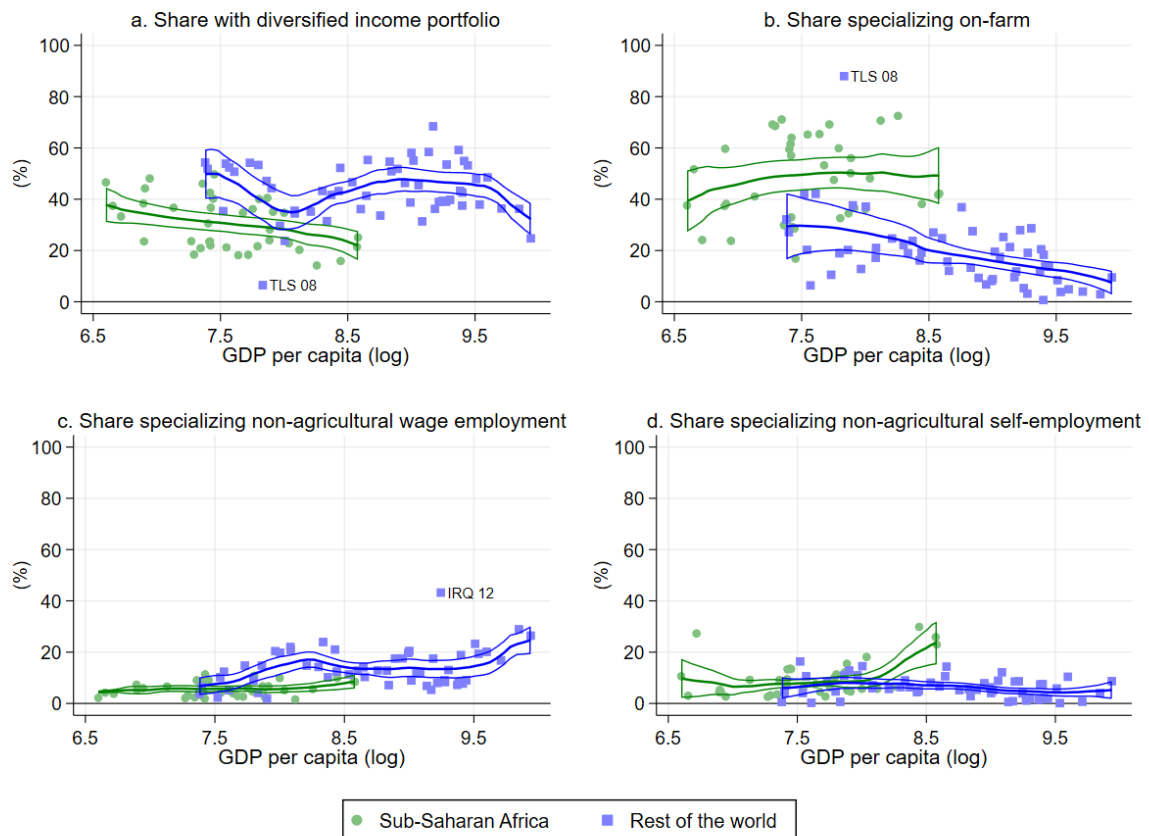 a. Share with diversified income portfolio
100
80
60
(%)
40
20
0
TLS 08
6.5 7.5 8.5 9.5
GDP per capita (log)
b. Share specializing on-farm
100
80
60
(%)
40
20
0
TLS 08
6.5 7.5 8.5 9.5
GDP per capita (log)
c. Share specializing non-agricultural wage employment
100
80
60
(%)
40
20
0
IRQ 12
6.5 7.5 8.5 9.5
GDP per capita (log)
d. Share specializing non-agricultural self-employment
100
80
60
(%)
40
20
0
6.5 7.5 8.5 9.5
GDP per capita (log)
Sub-Saharan Africa Rest of the world